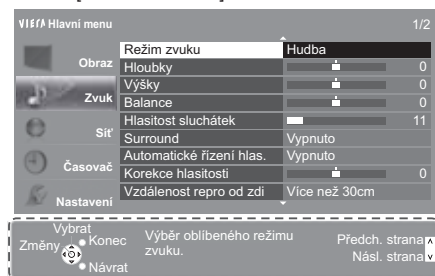 VIErA Hlavní menu 1/2
Obraz
Zvuk
Síť
Časovač
Nastavení
Režim zvuku Hudba
Hloubky 0
Výšky 0
Balance 0
Hlasitost sluchátek 11
Surround Vypnuto
Automatické řízení hlas. Vypnuto
Korekce hlasitosti 0
Vzdálenost repro od zdi Více než 30cm
Vybrat
Změny
Konec
Návrat
Výběr oblíbeného režimu
zvuku.
Předch. strana
Násl. strana